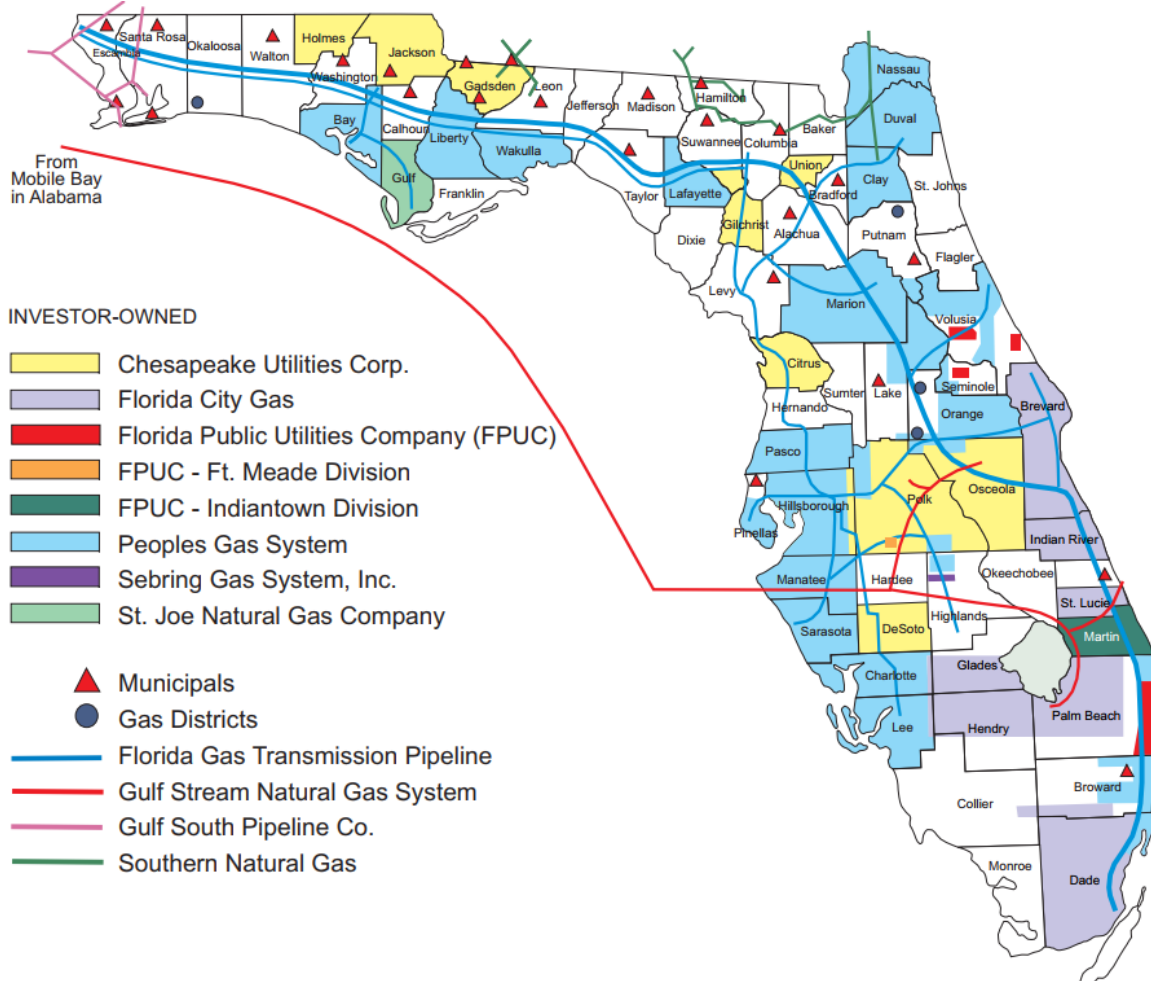 Santa Rosa
Escambia
Okaloosa
Walton
Holmes
Washington
Jackson
Gadsden
Leon
Bay
Calhoun
Liberty
Gulf
Franklin
Wakulla
Jefferson
Madison
Taylor
Hamilton
Suwannee
Columbia
Baker
Nassau
Duval
Union
Bradford
Clay
St. Johns
Lafayette
Gilchrist
Alachua
Putnam
Dixie
Flagler
Levy
Marion
Volusia
From
Mobile Bay
in Alabama
Citrus
Sumter
Lake
Seminole
Hernando
Orange
Brevard
Pasco
Hillsborough
Pinellas
Polk
Osceola
Indian River
Manatee
Hardee
Okeechobee
St. Lucie
Highlands
Sarasota
DeSoto
Martin
Charlotte
Glades
Lee
Hendry
Palm Beach
Collier
Broward
Monroe
Dade
INVESTOR-OWNED
Chesapeake Utilities Corp.
Florida City Gas
Florida Public Utilities Company (FPUC)
FPUC - Ft. Meade Division
FPUC - Indiantown Division
Peoples Gas System
Sebring Gas System, Inc.
St. Joe Natural Gas Company
Municipals
Gas Districts
Florida Gas Transmission Pipeline
Gulf Stream Natural Gas System
Gulf South Pipeline Co.
Southern Natural Gas